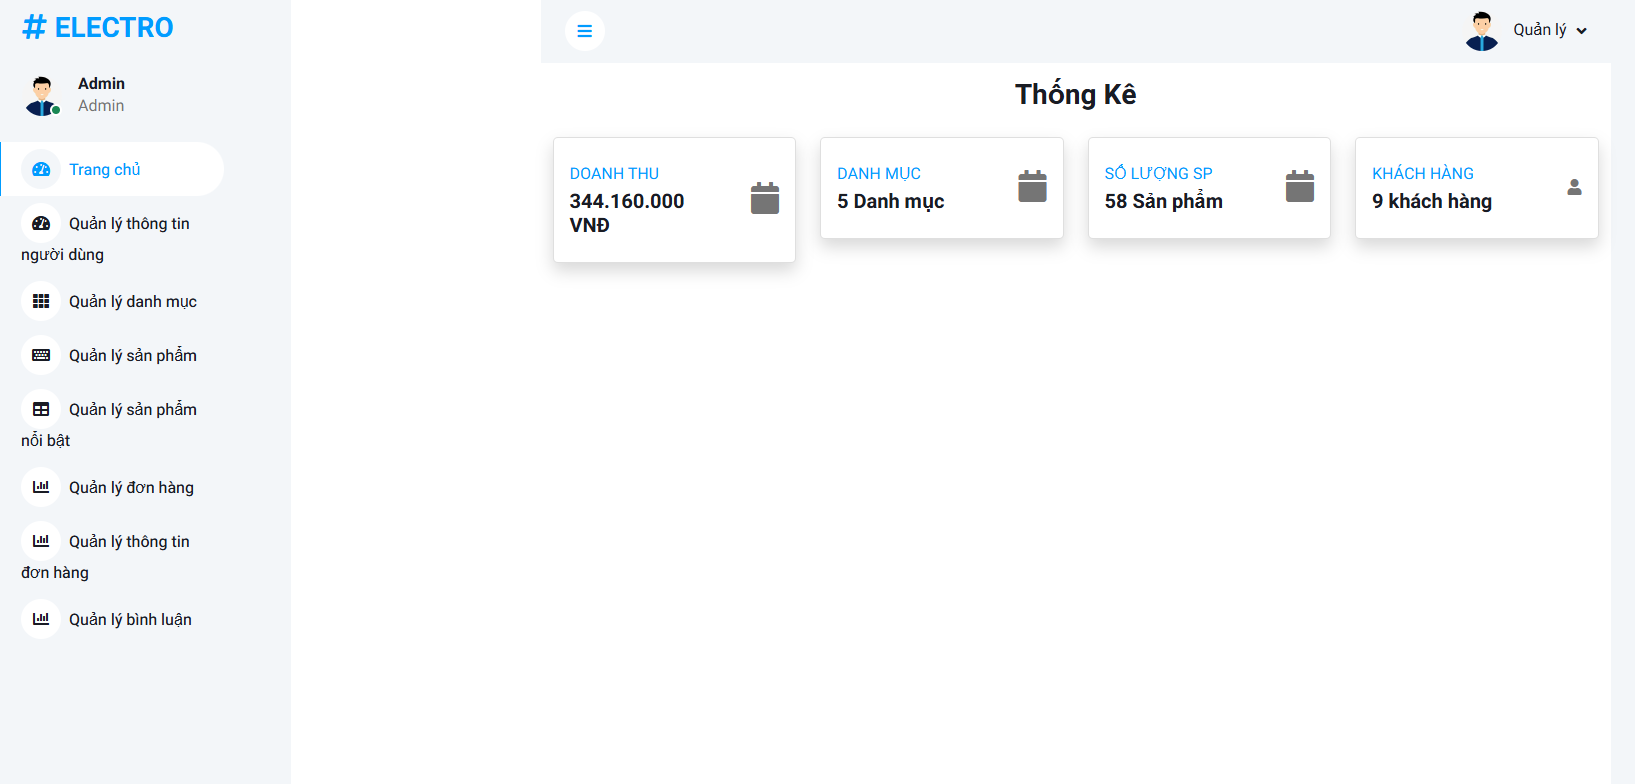 # ELECTRO
Admin
Admin
Trang chủ
Quản lý thông tin
người dùng
Quản lý danh mục
Quản lý sản phẩm
Quản lý sản phẩm
nổi bật
Quản lý đơn hàng
Quản lý thông tin
đơn hàng
Quản lý bình luận
Quản lý
Thống Kê
DOANH THU
344.160.000
VNĐ
DANH MỤC
5 Danh mục
SỐ LƯỢNG SP
58 Sản phẩm
KHÁCH HÀNG
9 khách hàng